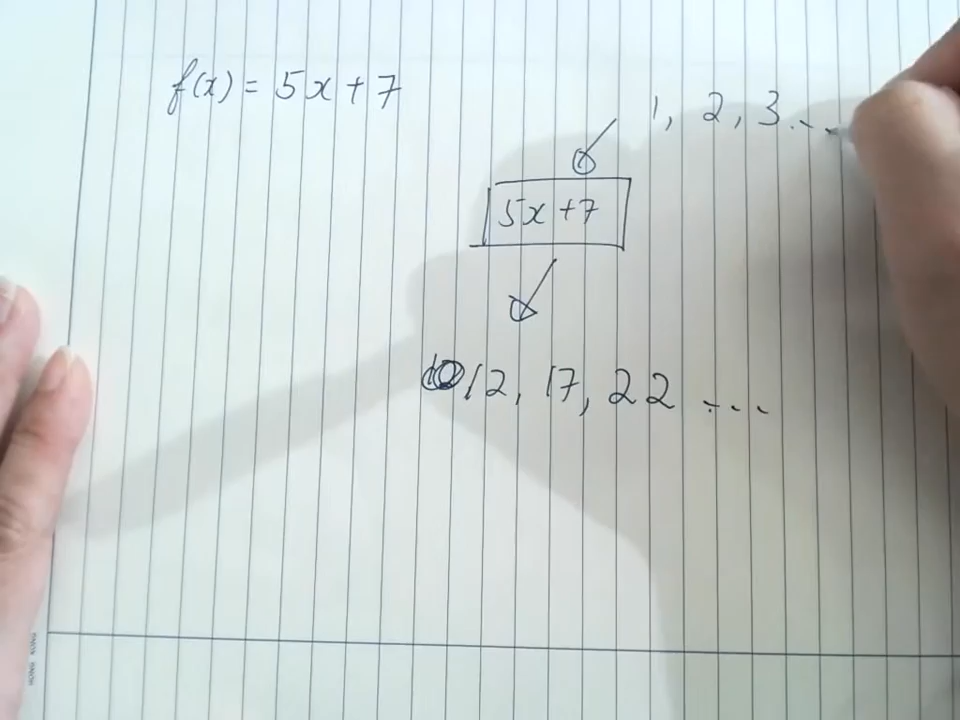 f(x) = 5x + 7
1, 2, 3...
5x + 7
12, 17, 22 ...